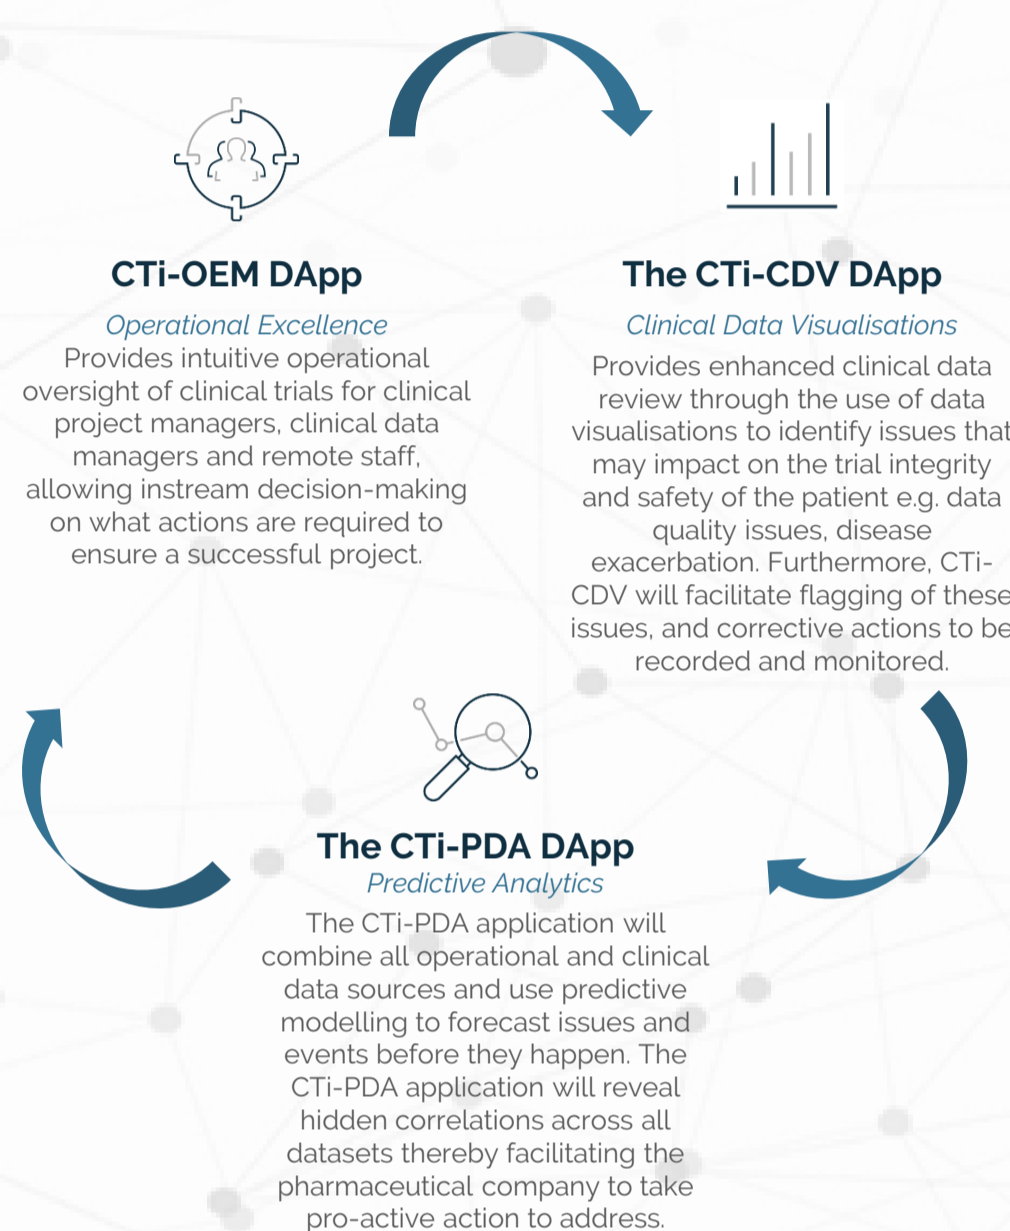 CTi-OEM DApp
Operational Excellence
Provides intuitive operational
oversight of clinical trials for clinical
project managers, clinical data
managers and remote staff,
allowing instream decision-making
on what actions are required to
ensure a successful project.
The CTi-CDV DApp
Clinical Data Visualisations
Provides enhanced clinical data
review through the use of data
visualisations to identify issues that
may impact on the trial integrity
and safety of the patient e.g. data
quality issues, disease
exacerbation. Furthermore, CTi-
CDV will facilitate flagging of these
issues, and corrective actions to be
recorded and monitored.
The CTi-PDA DApp
Predictive Analytics
The CTi-PDA application will
combine all operational and clinical
data sources and use predictive
modelling to forecast issues and
events before they happen. The
CTi-PDA application will reveal
hidden correlations across all
datasets thereby facilitating the
pharmaceutical company to take
pro-active action to address.